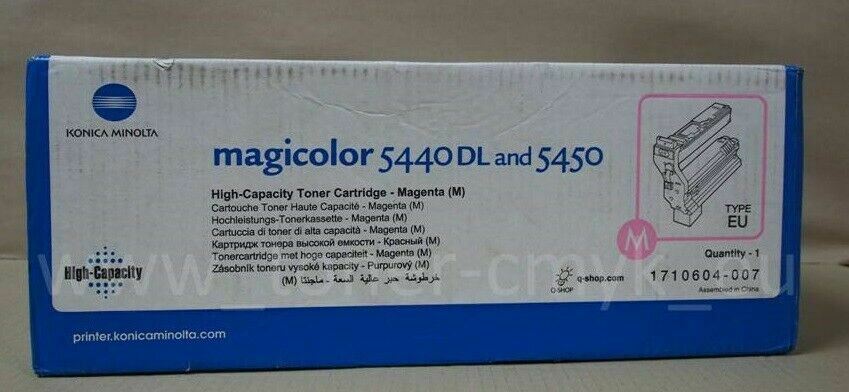 KONICA MINOLTA
magicolor 5440 DL and 5450
High-Capacity Toner Cartridge - Magenta (M)
Cartouche Toner Haute Capacité - Magenta (M)
Hochleistungs-Tonerkassette - Magenta (M)
Cartuccia di toner di alta capacità - Magenta (M)
Картридж тонера высокой емкости - Красный (M)
Tonercartridge met hoge capaciteit - Magenta (M)
Zásobník toneru vysoké kapacity - Purpurový (M)
خرطوشة حبر عالية السعة - ماجنتا (M)
High-Capacity
printer.konicaminolta.com
TYPE
EU
M
Quantity - 1
Q-SHOP
q-shop.com
1710604-007
Assembled in China